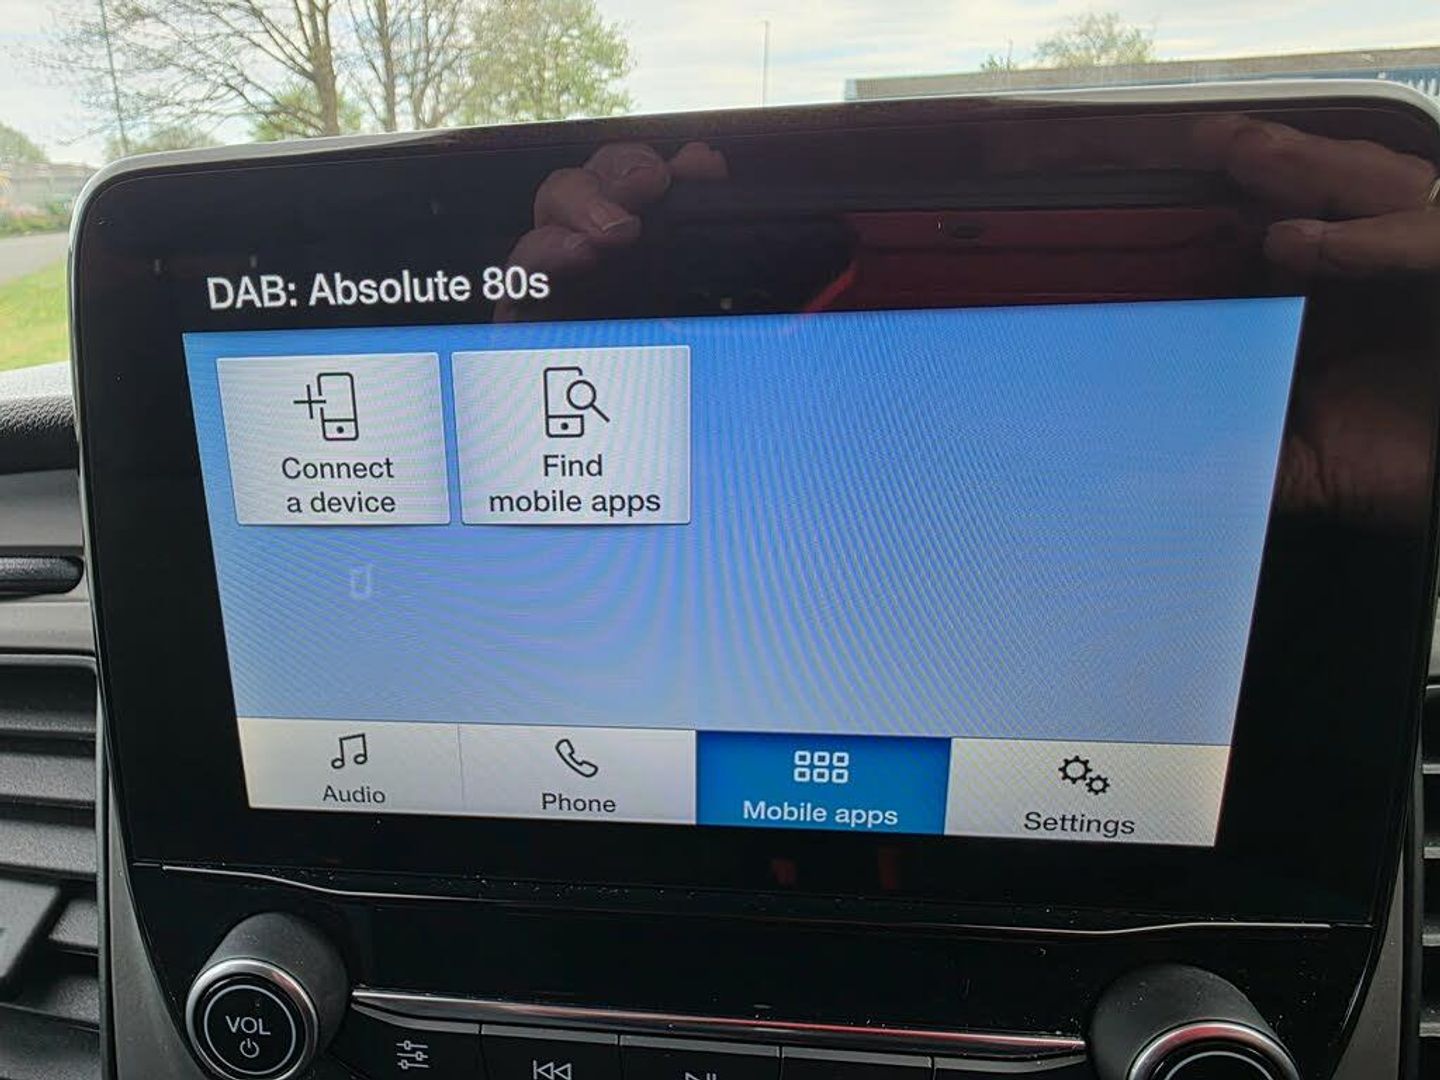 DAB: Absolute 80s
Connect
a device
Find
mobile apps
Audio
Phone
Mobile apps
Settings
VOL